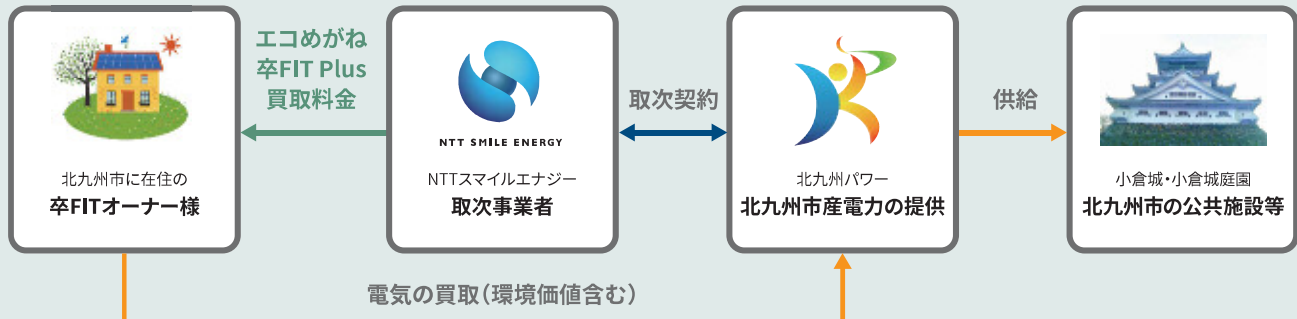 エコめがね
卒FIT Plus
買取料金
取次契約
供給
NTT SMILE ENERGY
北九州市に在住の
卒FITオーナー様
NTTスマイルエナジー
取次事業者
北九州パワー
北九州市産電力の提供
小倉城・小倉城庭園
北九州市の公共施設等
電気の買取（環境価値含む）